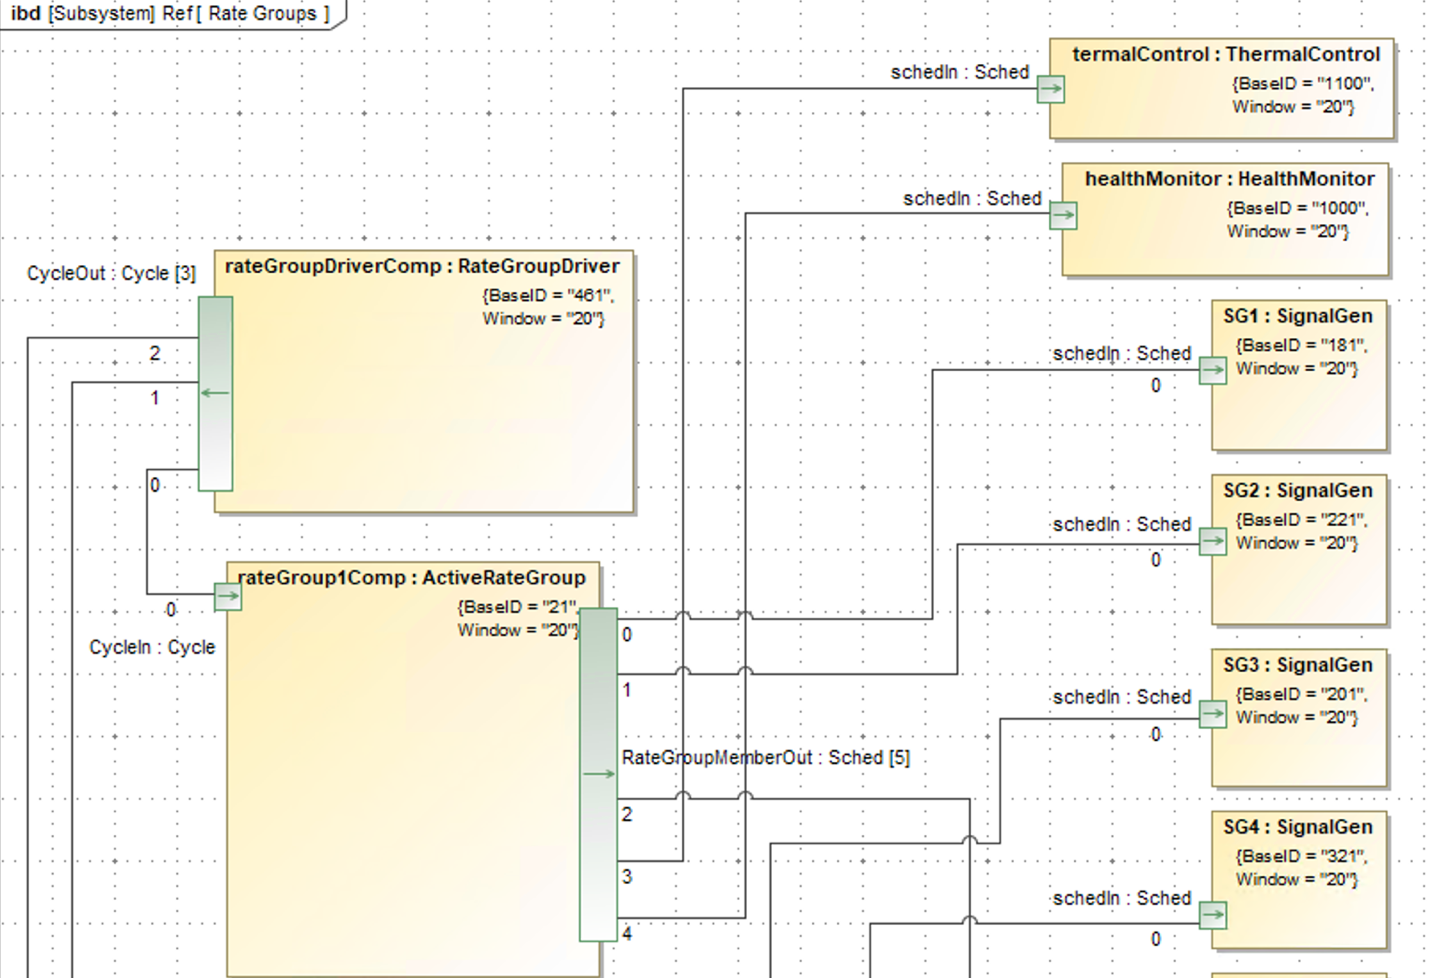 ibd [Subsystem] Ref[ Rate Groups ]
termalControl : ThermalControl
{BaseID = "1100",
Window = "20"}
schedIn : Sched
healthMonitor : HealthMonitor
{BaseID = "1000",
Window = "20"}
schedIn : Sched
rateGroupDriverComp : RateGroupDriver
{BaseID = "461",
Window = "20"}
CycleOut : Cycle [3]
2
1
0
SG1 : SignalGen
{BaseID = "181",
Window = "20"}
schedIn : Sched
0
SG2 : SignalGen
{BaseID = "221",
Window = "20"}
schedIn : Sched
0
rateGroup1Comp : ActiveRateGroup
{BaseID = "21",
Window = "20"}
0
CycleIn : Cycle
0
1
RateGroupMemberOut : Sched [5]
2
3
4
SG3 : SignalGen
{BaseID = "201",
Window = "20"}
schedIn : Sched
0
SG4 : SignalGen
{BaseID = "321",
Window = "20"}
schedIn : Sched
0